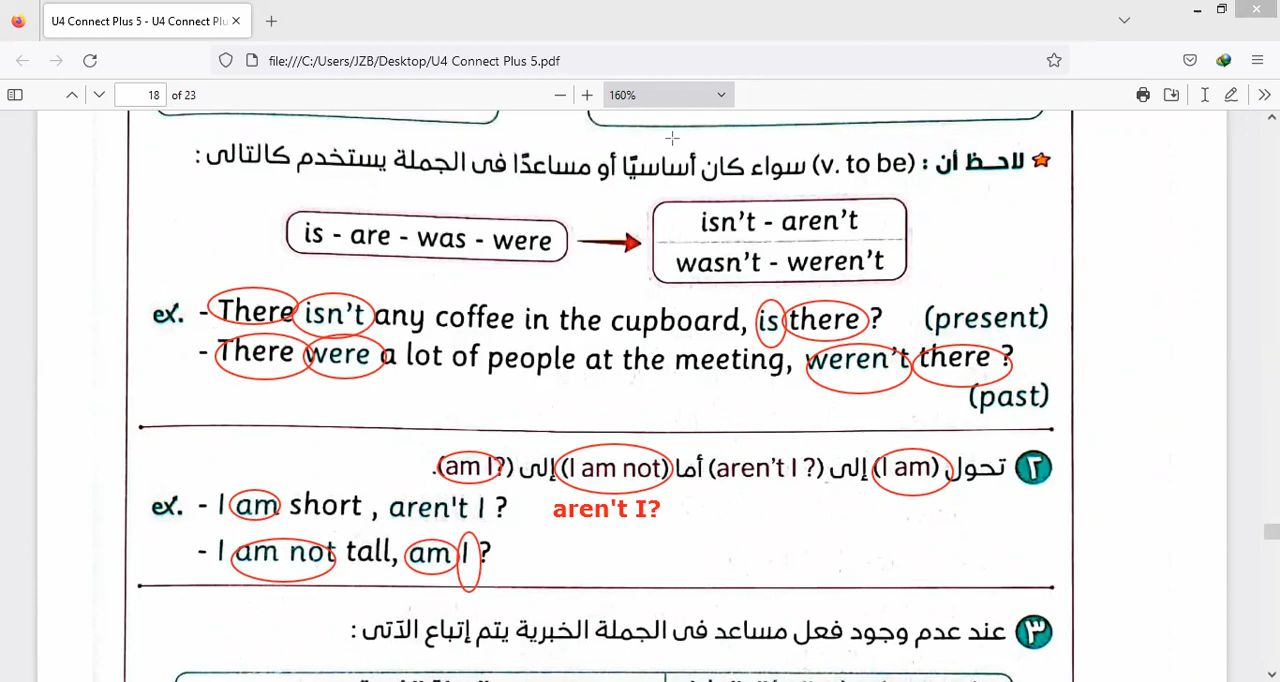 U4 Connect Plus 5 - U4 Connect Plu
file:///C:/Users/JZB/Desktop/U4 Connect Plus 5.pdf
18 of 23
160%
لاحظ أن : (v. to be) سواء كان أساسيًا أو مساعدًا فى الجملة يستخدم كالتالى :
is - are - was - were
isn't - aren't
wasn't - weren't
ex. - There isn't any coffee in the cupboard, is there ? (present)
- There were a lot of people at the meeting, weren't there ?
(past)
٢ تحول (I am) إلى (aren't I ?) أما (I am not) إلى (am I?).
ex. - I am short , aren't I ?
aren't I?
- I am not tall, am I ?
٣ عند عدم وجود فعل مساعد فى الجملة الخبرية يتم إتباع الآتى :